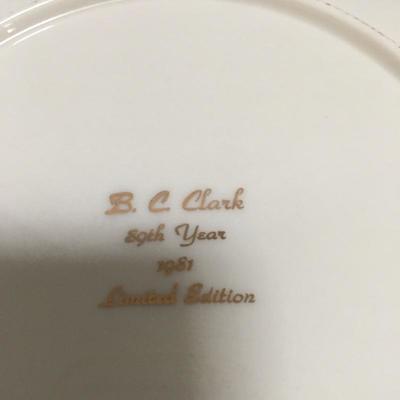 B. C. Clark
89th Year
1981
Limited Edition